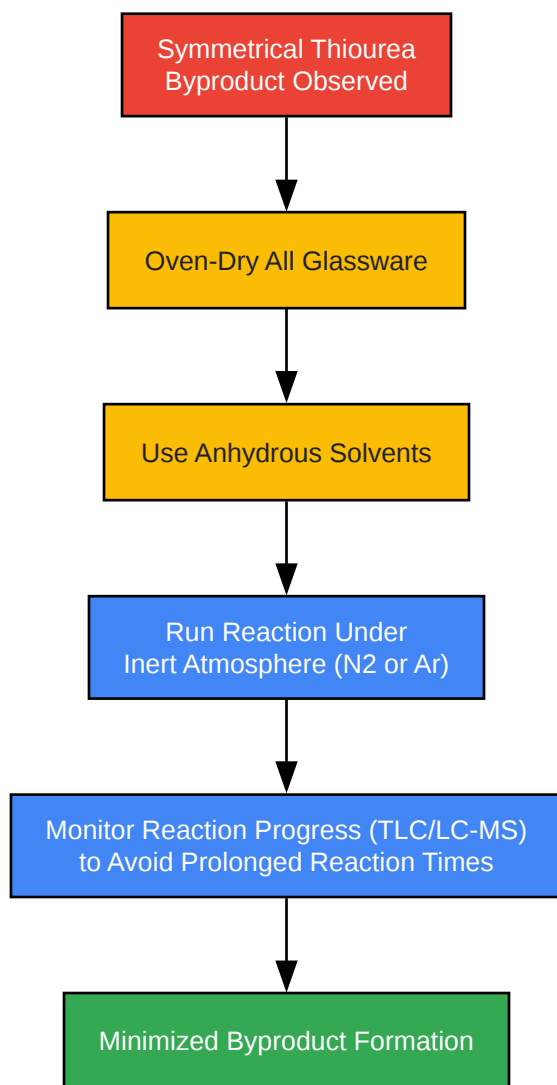 Symmetrical Thiourea
Byproduct Observed
Oven-Dry All Glassware
Use Anhydrous Solvents
Run Reaction Under
Inert Atmosphere (N2 or Ar)
Monitor Reaction Progress (TLC/LC-MS)
to Avoid Prolonged Reaction Times
Minimized Byproduct Formation